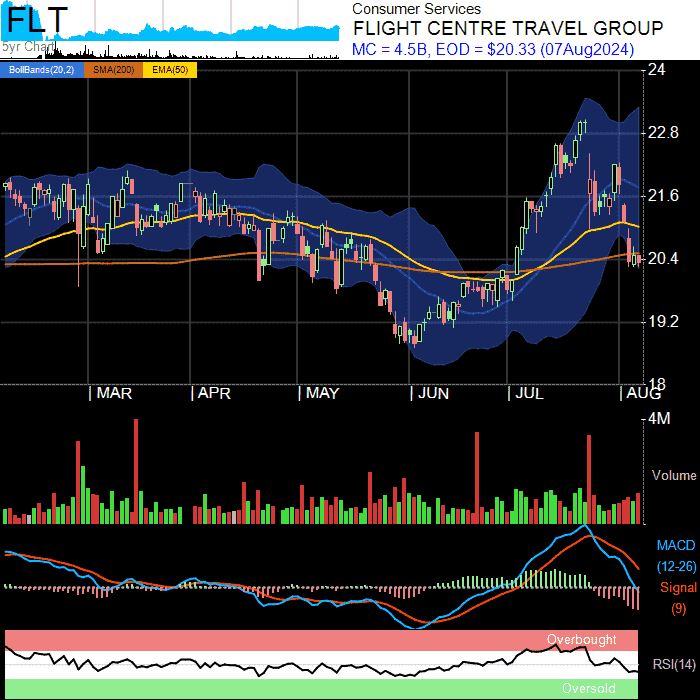 FLT
5yr Chart
Consumer Services
FLIGHT CENTRE TRAVEL GROUP
MC = 4.5B, EOD = $20.33 (07Aug2024)
BollBands(20,2) SMA(200) EMA(50)
24
22.8
21.6
20.4
19.2
18
MAR APR MAY JUN JUL AUG
4M
Volume
MACD
(12-26)
Signal
(9)
Overbought
RSI(14)
Oversold